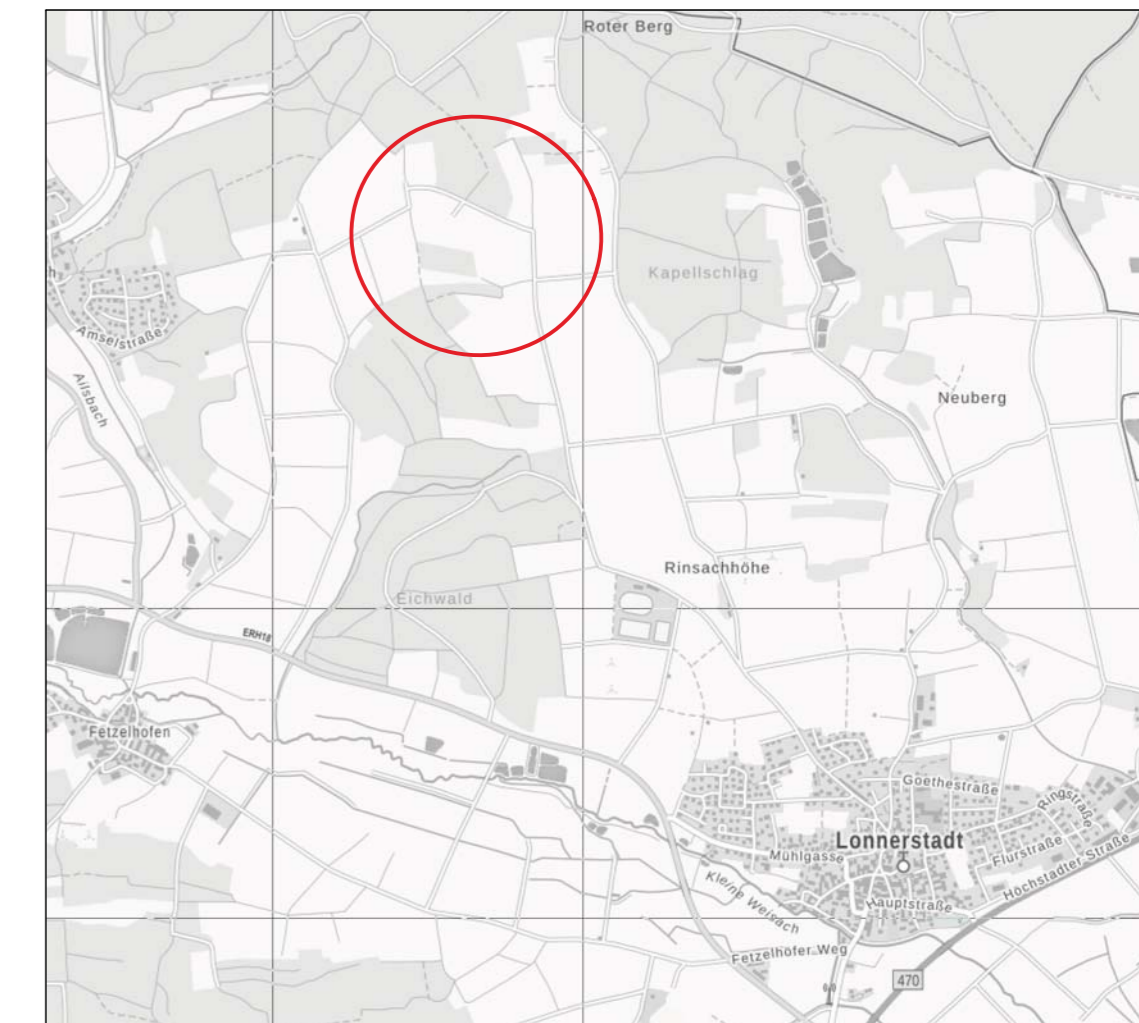 Roter Berg
Kapellschlag
h
Amselstraße
Ailsbach
Neuberg
Rinsachhöhe
Eichwald
ERH18
Fetzelhofen
Goethestraße
Ringstraße
Lonnerstadt
Mühlgasse
Flurstraße
Höchstadter Straße
Kleine Weisach
Hauptstraße
Fetzelhofer Weg
470